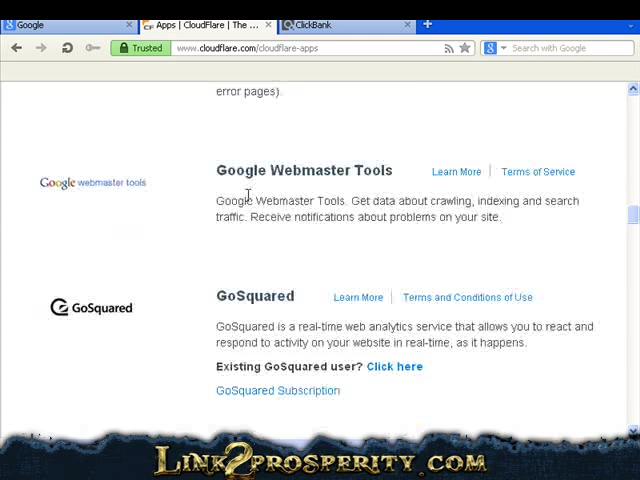 Google
Apps | CloudFlare | The ...
ClickBank
Trusted
www.cloudflare.com/cloudflare-apps
Search with Google
error pages).
Google webmaster tools
Google Webmaster Tools
Learn More
Terms of Service
Google Webmaster Tools. Get data about crawling, indexing and search
traffic. Receive notifications about problems on your site.
GoSquared
GoSquared
Learn More
Terms and Conditions of Use
GoSquared is a real-time web analytics service that allows you to react and
respond to activity on your website in real-time, as it happens.
Existing GoSquared user? Click here
GoSquared Subscription
LINK2PROSPERITY.COM